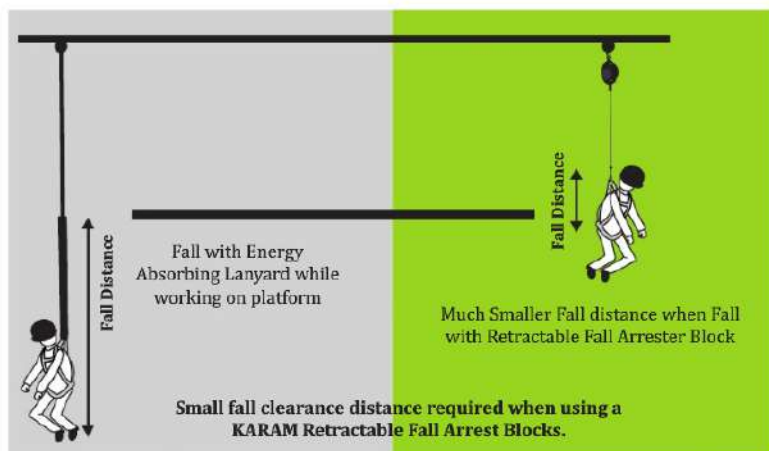 Fall Distance
Fall with Energy
Absorbing Lanyard while
working on platform
Fall Distance
Much Smaller Fall distance when Fall
with Retractable Fall Arrester Block
Small fall clearance distance required when using a
KARAM Retractable Fall Arrest Blocks.